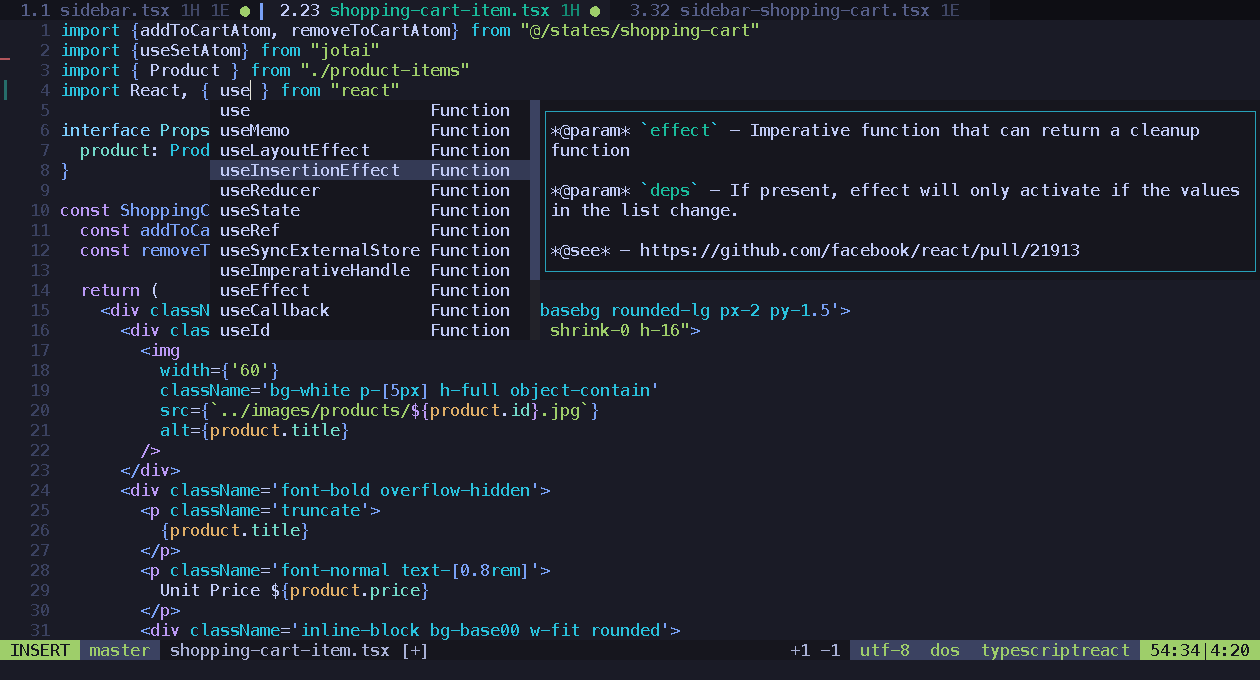 1.1 sidebar.tsx 1H 1E ● 2.23 shopping-cart-item.tsx 1H ● 3.32 sidebar-shopping-cart.tsx 1E
1 import {addToCartAtom, removeToCartAtom} from "@/states/shopping-cart"
2 import {useSetAtom} from "jotai"
3 import { Product } from "./product-items"
4 import React, { use } from "react"
5 use Function
6 interface Props useMemo Function *@param* `effect` — Imperative function that can return a cleanup
7 product: Prod useLayoutEffect Function function
8 } useInsertionEffect Function
9 useReducer Function *@param* `deps` — If present, effect will only activate if the values
10 const ShoppingC useState Function in the list change.
11 const addToCa useRef Function
12 const removeT useSyncExternalStore Function *@see* — https://github.com/facebook/react/pull/21913
13 useImperativeHandle Function
14 return ( useEffect Function
15 <div classN useCallback Function basebg rounded-lg px-2 py-1.5'>
16 <div clas useId Function shrink-0 h-16">
17 <img
18 width={'60'}
19 className='bg-white p-[5px] h-full object-contain'
20 src={`../images/products/${product.id}.jpg`}
21 alt={product.title}
22 />
23 </div>
24 <div className='font-bold overflow-hidden'>
25 <p className='truncate'>
26 {product.title}
27 </p>
28 <p className='font-normal text-[0.8rem]'>
29 Unit Price ${product.price}
30 </p>
31 <div className='inline-block bg-base00 w-fit rounded'>
INSERT master shopping-cart-item.tsx [+] +1 -1 utf-8 dos typescriptreact 54:34|4:20